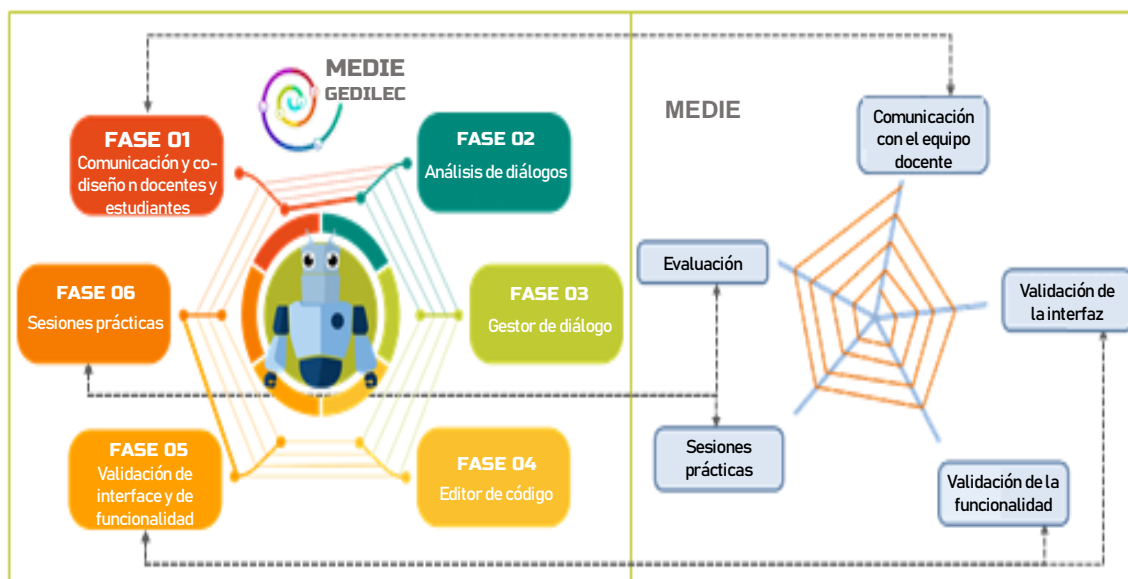 MEDIE
GEDILEC
FASE 01
Comunicación y co-
diseño n docentes y
estudiantes
FASE 02
Análisis de diálogos
FASE 06
Sesiones prácticas
FASE 03
Gestor de diálogo
FASE 05
Validación de
interface y de
funcionalidad
FASE 04
Editor de código
MEDIE
Comunicación
con el equipo
docente
Evaluación
Validación de
la interfaz
Sesiones
prácticas
Validación de la
funcionalidad